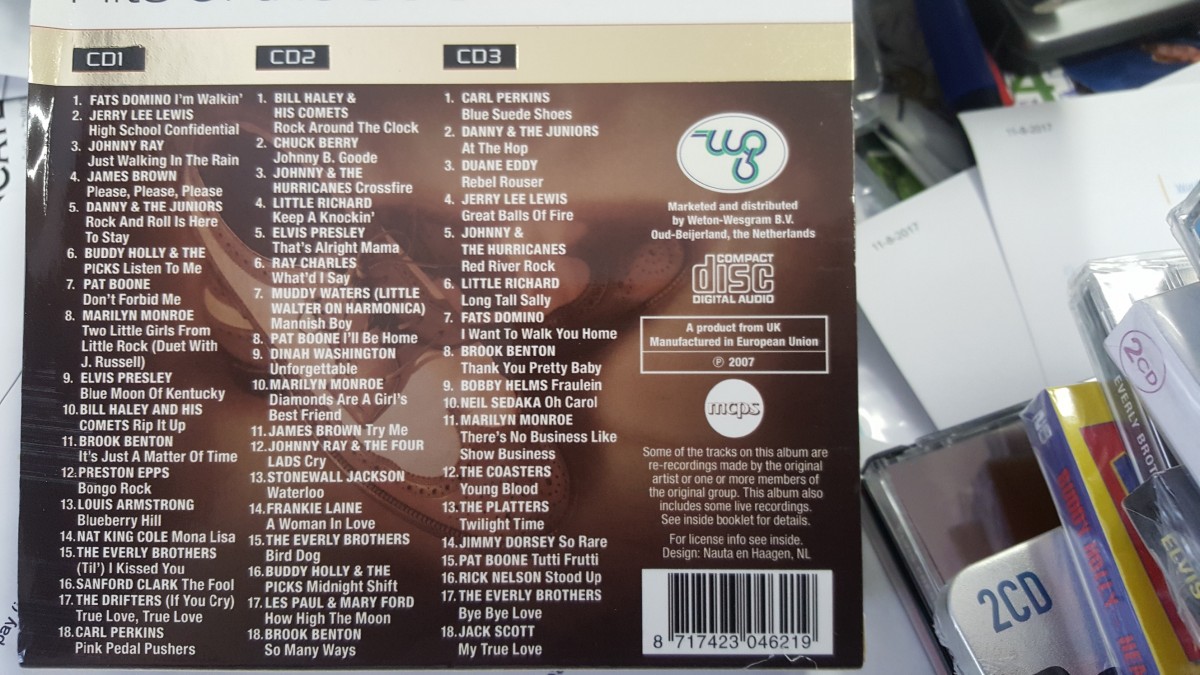 CD1
1. FATS DOMINO I'm Walkin'
2. JERRY LEE LEWIS
High School Confidential
3. JOHNNY RAY
Just Walking In The Rain
4. JAMES BROWN
Please, Please, Please
5. DANNY & THE JUNIORS
Rock And Roll Is Here
To Stay
6. BUDDY HOLLY & THE
PICKS Listen To Me
7. PAT BOONE
Don't Forbid Me
8. MARILYN MONROE
Two Little Girls From
Little Rock (Duet With
J. Russell)
9. ELVIS PRESLEY
Blue Moon Of Kentucky
10. BILL HALEY AND HIS
COMETS Rip It Up
11. BROOK BENTON
It's Just A Matter Of Time
12. PRESTON EPPS
Bongo Rock
13. LOUIS ARMSTRONG
Blueberry Hill
14. NAT KING COLE Mona Lisa
15. THE EVERLY BROTHERS
(Til') I Kissed You
16. SANFORD CLARK The Fool
17. THE DRIFTERS (If You Cry)
True Love, True Love
18. CARL PERKINS
Pink Pedal Pushers
CD2
1. BILL HALEY &
HIS COMETS
Rock Around The Clock
2. CHUCK BERRY
Johnny B. Goode
3. JOHNNY & THE
HURRICANES Crossfire
4. LITTLE RICHARD
Keep A Knockin'
5. ELVIS PRESLEY
That's Alright Mama
6. RAY CHARLES
What'd I Say
7. MUDDY WATERS (LITTLE
WALTER ON HARMONICA)
Mannish Boy
8. PAT BOONE I'll Be Home
9. DINAH WASHINGTON
Unforgettable
10. MARILYN MONROE
Diamonds Are A Girl's
Best Friend
11. JAMES BROWN Try Me
12. JOHNNY RAY & THE FOUR
LADS Cry
13. STONEWALL JACKSON
Waterloo
14. FRANKIE LAINE
A Woman In Love
15. THE EVERLY BROTHERS
Bird Dog
16. BUDDY HOLLY & THE
PICKS Midnight Shift
17. LES PAUL & MARY FORD
How High The Moon
18. BROOK BENTON
So Many Ways
CD3
1. CARL PERKINS
Blue Suede Shoes
2. DANNY & THE JUNIORS
At The Hop
3. DUANE EDDY
Rebel Rouser
4. JERRY LEE LEWIS
Great Balls Of Fire
5. JOHNNY &
THE HURRICANES
Red River Rock
6. LITTLE RICHARD
Long Tall Sally
7. FATS DOMINO
I Want To Walk You Home
8. BROOK BENTON
Thank You Pretty Baby
9. BOBBY HELMS Fraulein
10. NEIL SEDAKA Oh Carol
11. MARILYN MONROE
There's No Business Like
Show Business
12. THE COASTERS
Young Blood
13. THE PLATTERS
Twilight Time
14. JIMMY DORSEY So Rare
15. PAT BOONE Tutti Frutti
16. RICK NELSON Stood Up
17. THE EVERLY BROTHERS
Bye Bye Love
18. JACK SCOTT
My True Love
wg
Marketed and distributed
by Weton-Wesgram B.V.
Oud-Beijerland, the Netherlands
COMPACT
disc
DIGITAL AUDIO
A product from UK
Manufactured in European Union
℗ 2007
mcps
Some of the tracks on this album are
re-recordings made by the original
artist or one or more members of
the original group. This album also
includes some live recordings.
See inside booklet for details.
For license info see inside.
Design: Nauta en Haagen, NL
8 717423 046219
11-8-2017
11-8-2017
2CD
EVERLY
2CD
BUDDY HOLLY
ELVIS
pay